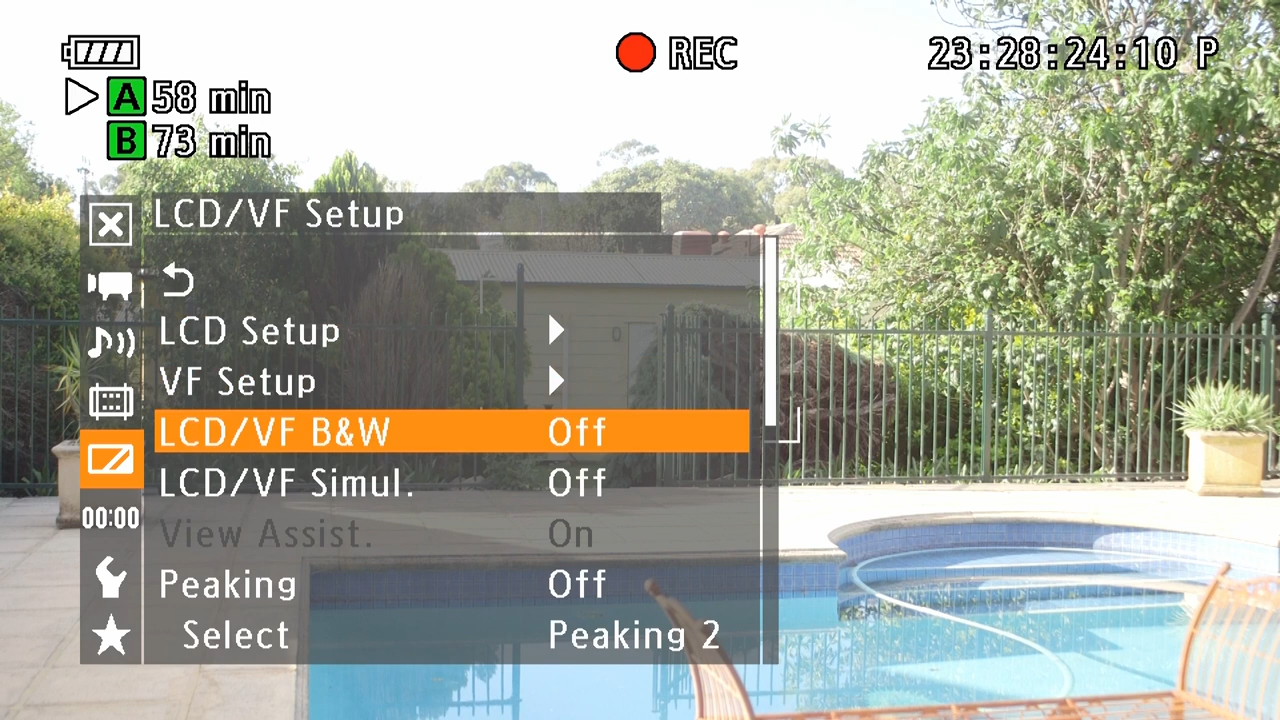 REC
23:28:24:10 P
A 58 min
B 73 min
LCD/VF Setup
LCD Setup
VF Setup
LCD/VF B&W Off
LCD/VF Simul. Off
00:00
View Assist. On
Peaking Off
Select Peaking 2